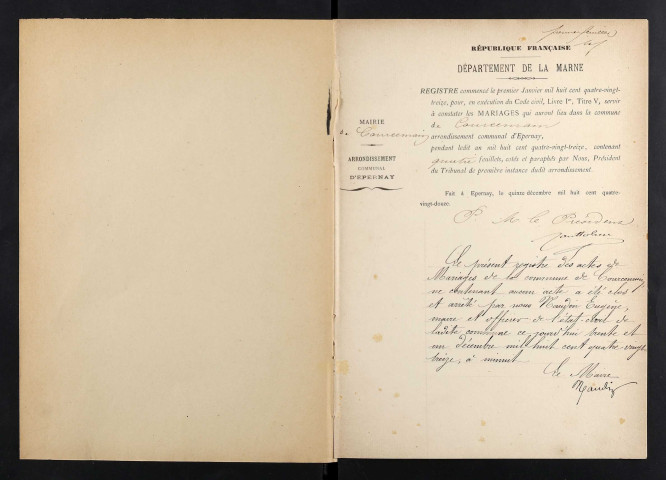 premier feuillet
RÉPUBLIQUE FRANÇAISE
DÉPARTEMENT DE LA MARNE
REGISTRE commencé le premier Janvier mil huit cent quatre-vingt-
treize, pour, en exécution du Code civil, Livre Ier, Titre V, servir
à constater les MARIAGES qui auront lieu dans la commune
de Courcemain
arrondissement communal d'Epernay,
pendant ledit an mil huit cent quatre-vingt-treize, contenant
quatre feuillets, cotés et paraphés par Nous, Président
du Tribunal de première instance dudit arrondissement.
MAIRIE
de Courcemain
ARRONDISSEMENT
COMMUNAL
D'ÉPERNAY
Fait à Epernay, le quinze décembre mil huit cent quatre-
vingt-douze
P. M. le Président
Le présent registre des actes de
Mariages de la commune de Courcemain
ne contenant aucun acte a été clos
et arrêté par nous Naudin Eugène,
maire et officier de l'état-civil de
ladite commune ce jourd'hui trente et
un décembre mil huit cent quatre vingt
treize, à minuit
Le Maire
Naudin